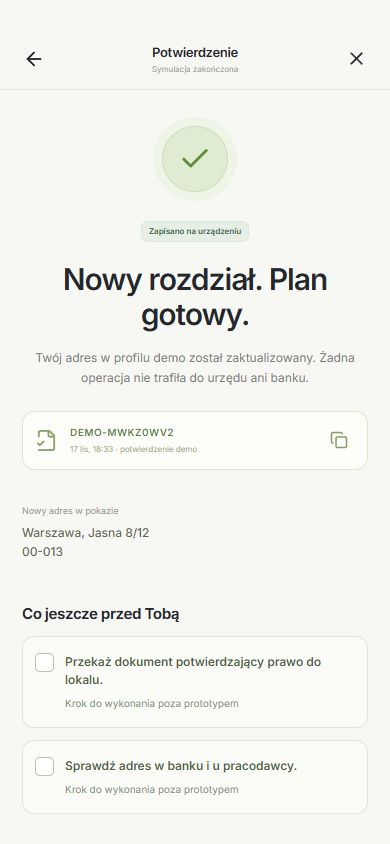 Potwierdzenie
Symulacja zakończona
Zapisano na urządzeniu
Nowy rozdział. Plan
gotowy.
Twój adres w profilu demo został zaktualizowany. Żadna
operacja nie trafiła do urzędu ani banku.
DEMO-MWKZ0WV2
17 lis, 18:33 · potwierdzenie demo
Nowy adres w pokazie
Warszawa, Jasna 8/12
00-013
Co jeszcze przed Tobą
Przekaż dokument potwierdzający prawo do
lokalu.
Krok do wykonania poza prototypem
Sprawdź adres w banku i u pracodawcy.
Krok do wykonania poza prototypem